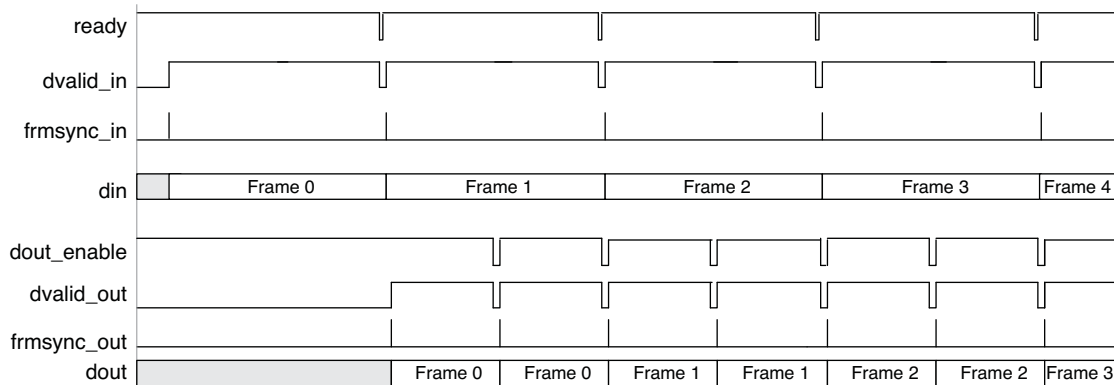 ready
dvalid_in
frmsync_in
din Frame 0 Frame 1 Frame 2 Frame 3 Frame 4
dout_enable
dvalid_out
frmsync_out
dout Frame 0 Frame 0 Frame 1 Frame 1 Frame 2 Frame 2 Frame 3